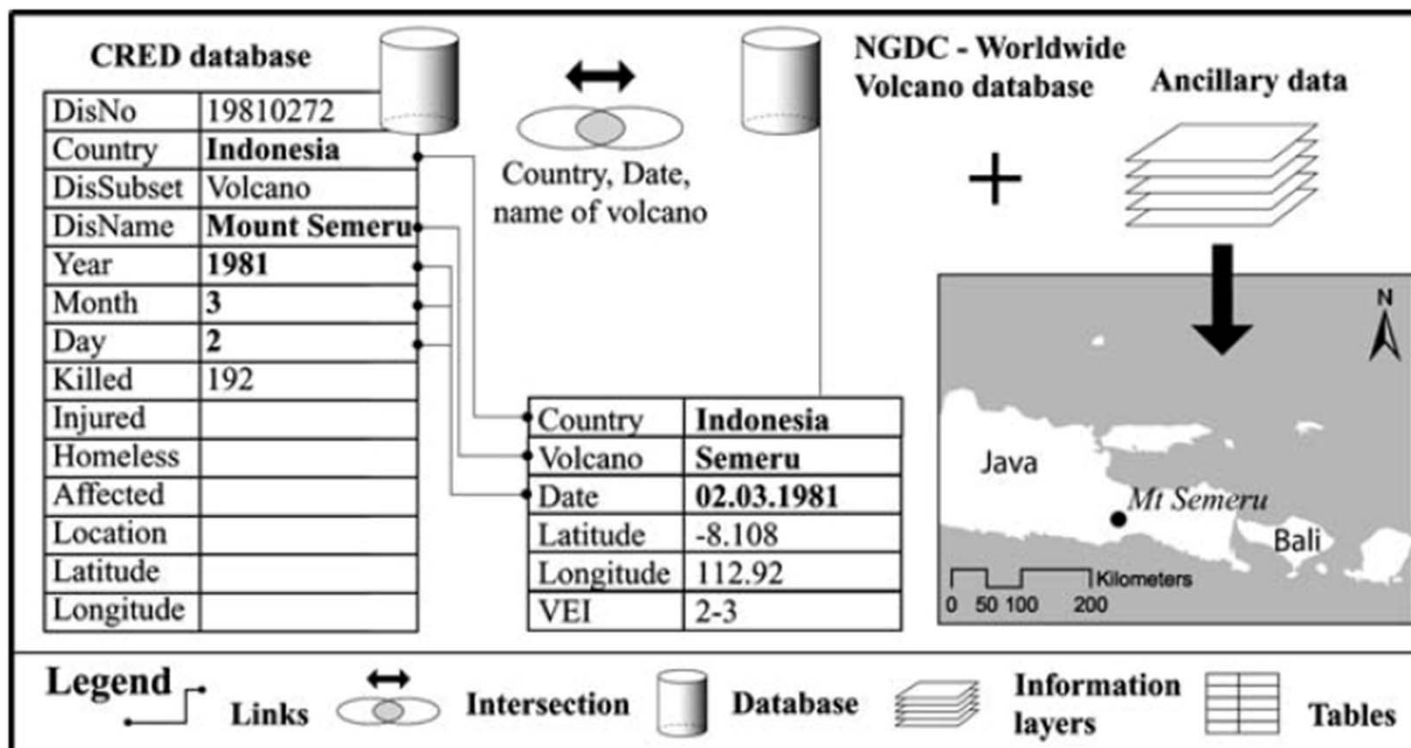 CRED database
DisNo 19810272
Country Indonesia
DisSubset Volcano
DisName Mount Semeru
Year 1981
Month 3
Day 2
Killed 192
Injured
Homeless
Affected
Location
Latitude
Longitude
Country, Date,
name of volcano
NGDC - Worldwide
Volcano database
Ancillary data
+
Country Indonesia
Volcano Semeru
Date 02.03.1981
Latitude -8.108
Longitude 112.92
VEI 2-3
N
Java
Mt Semeru
Bali
Kilometers
0 50 100 200
Legend
Links
Intersection
Database
Information
layers
Tables